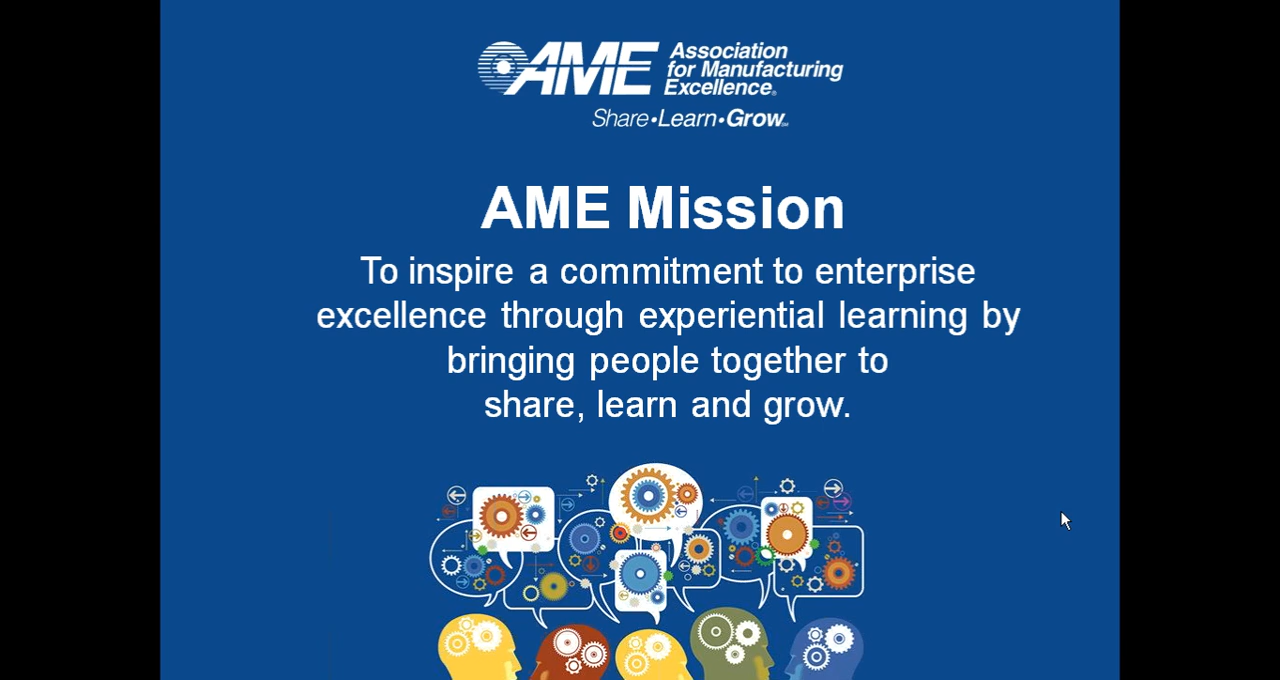 AME Association
for Manufacturing
Excellence®
Share•Learn•Grow
AME Mission
To inspire a commitment to enterprise
excellence through experiential learning by
bringing people together to
share, learn and grow.